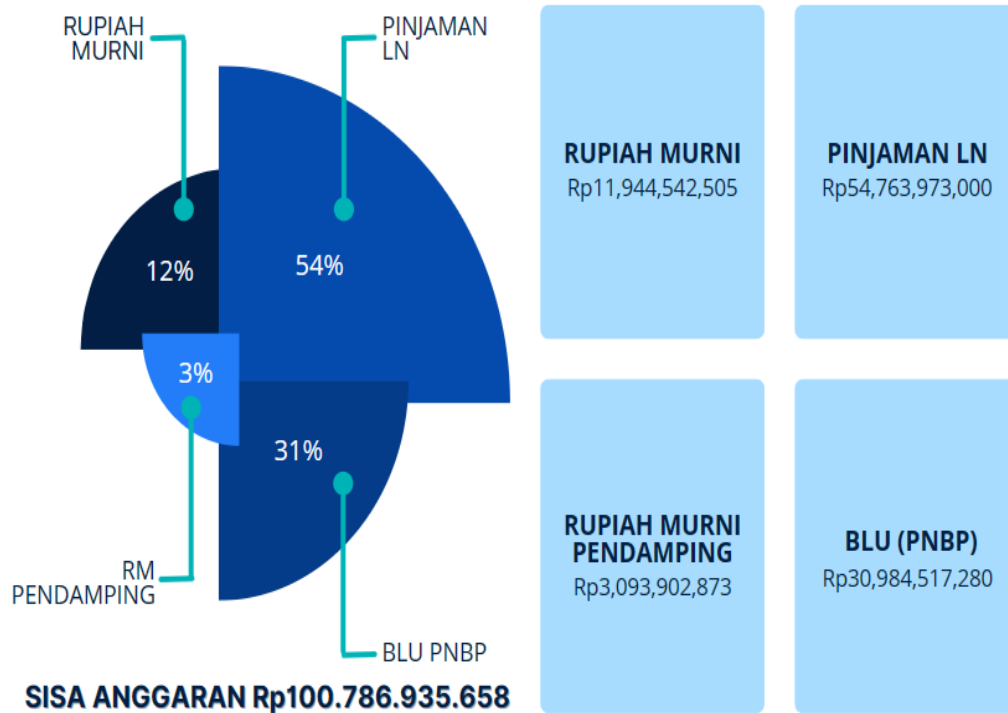 RUPIAH
MURNI
PINJAMAN
LN
12%
54%
3%
31%
RM
PENDAMPING
BLU PNBP
SISA ANGGARAN Rp100.786.935.658
RUPIAH MURNI
Rp11,944,542,505
PINJAMAN LN
Rp54,763,973,000
RUPIAH MURNI
PENDAMPING
Rp3,093,902,873
BLU (PNBP)
Rp30,984,517,280